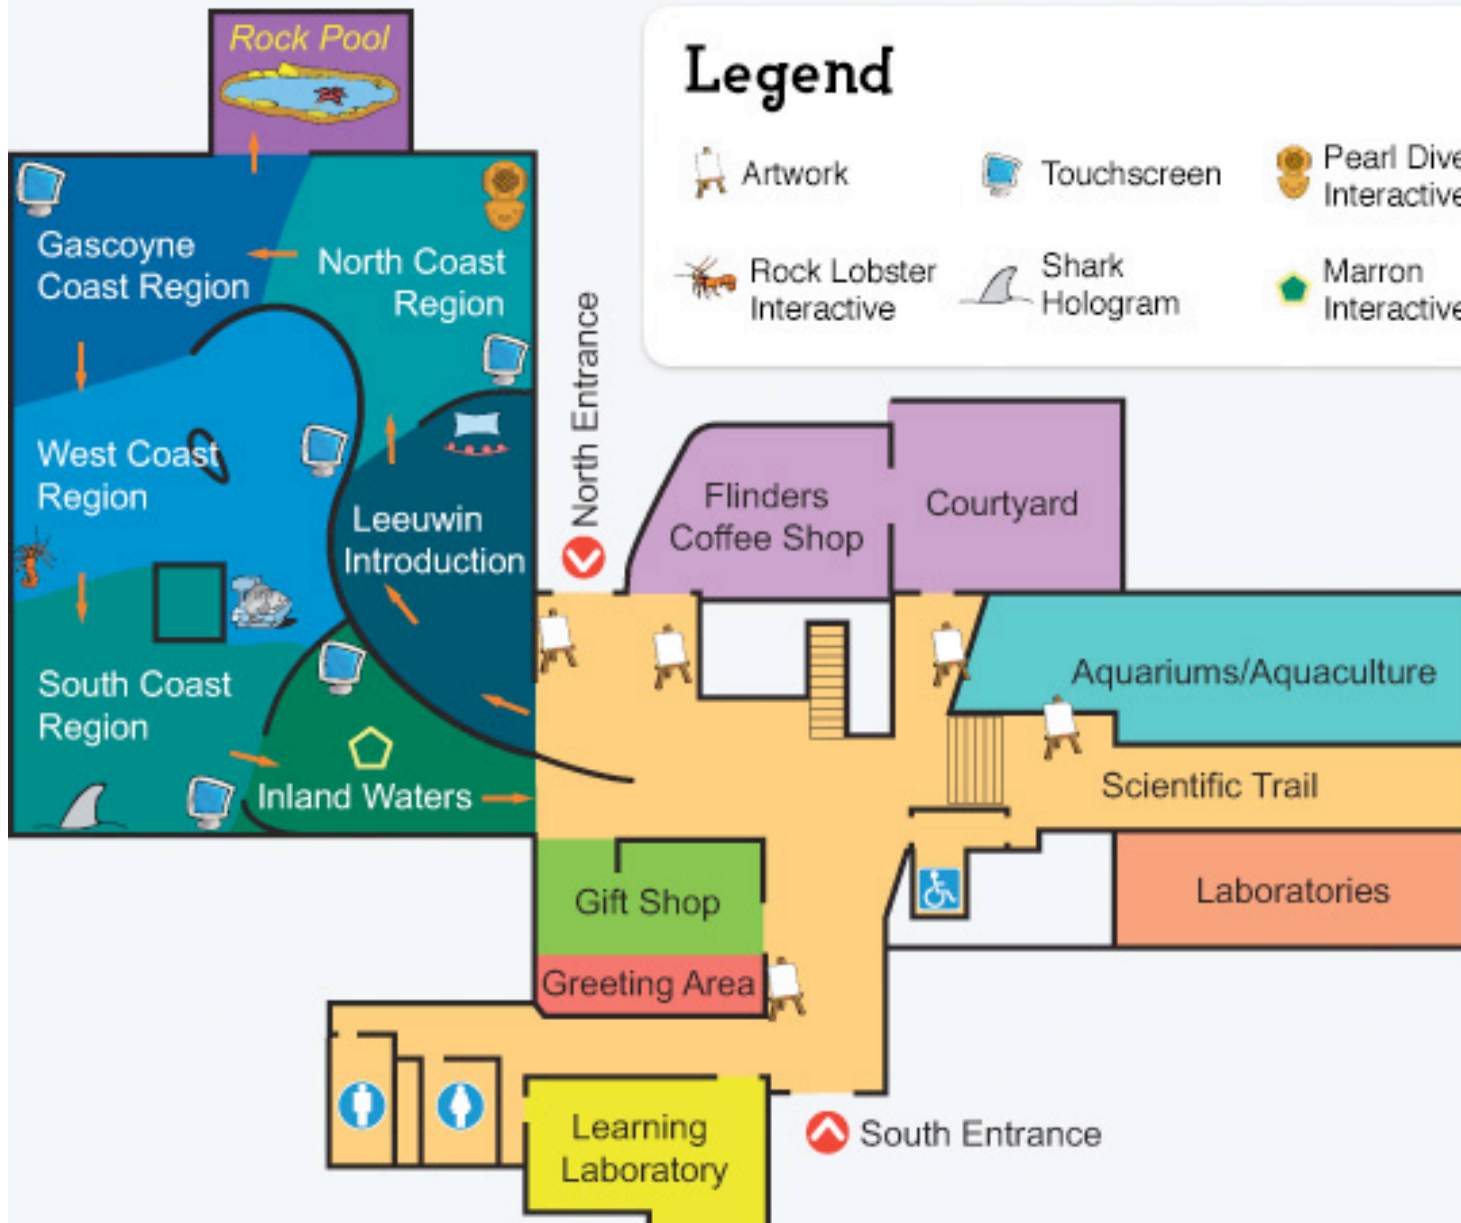 Rock Pool
Legend
Artwork
Touchscreen
Pearl Dive
Interactive
Rock Lobster
Interactive
Shark
Hologram
Marron
Interactive
Gascoyne
Coast Region
North Coast
Region
North Entrance
West Coast
Region
Leeuwin
Introduction
Flinders
Coffee Shop
Courtyard
South Coast
Region
Aquariums/Aquaculture
Inland Waters
Scientific Trail
Gift Shop
Laboratories
Greeting Area
Learning
Laboratory
South Entrance